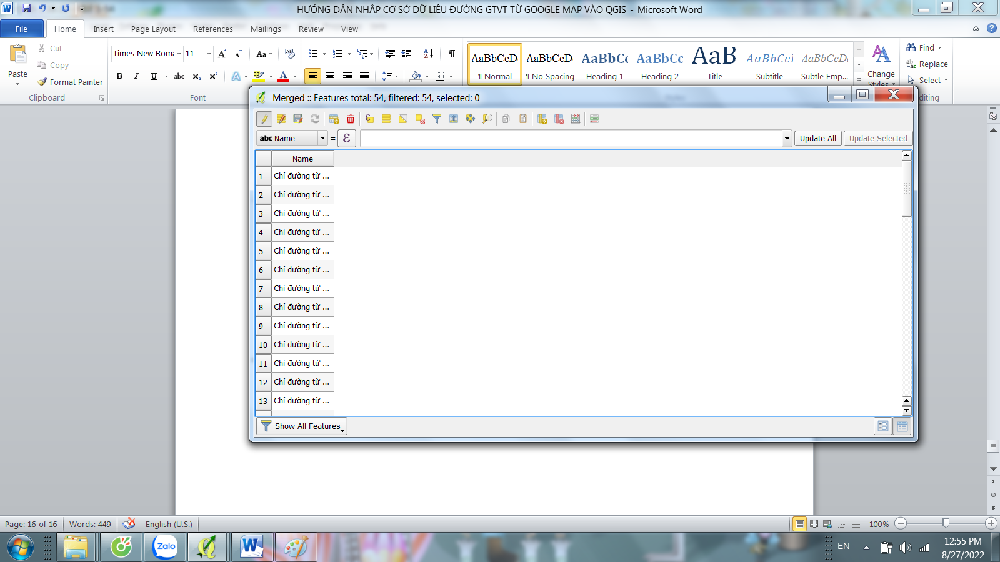 HƯỚNG DẪN NHẬP CƠ SỞ DỮ LIỆU ĐƯỜNG GTVT TỪ GOOGLE MAP VÀO QGIS - Microsoft Word
File Home Insert Page Layout References Mailings Review View
Paste
Cut
Copy
Format Painter
Clipboard
Times New Roma 11
Font
AaBbCcD AaBbCcD AaBbCc AaBbCc AaB AaBbCcI AaBbCcD
¶ Normal ¶ No Spacing Heading 1 Heading 2 Title Subtitle Subtle Emp...
Change
Styles
Find
Replace
Select
diting
Merged :: Features total: 54, filtered: 54, selected: 0
abc Name = ε Update All Update Selected
Name
1 Chỉ đường từ ...
2 Chỉ đường từ ...
3 Chỉ đường từ ...
4 Chỉ đường từ ...
5 Chỉ đường từ ...
6 Chỉ đường từ ...
7 Chỉ đường từ ...
8 Chỉ đường từ ...
9 Chỉ đường từ ...
10 Chỉ đường từ ...
11 Chỉ đường từ ...
12 Chỉ đường từ ...
13 Chỉ đường từ ...
Show All Features
Page: 16 of 16 Words: 449 English (U.S.) 100%
Zalo
EN
12:55 PM
8/27/2022